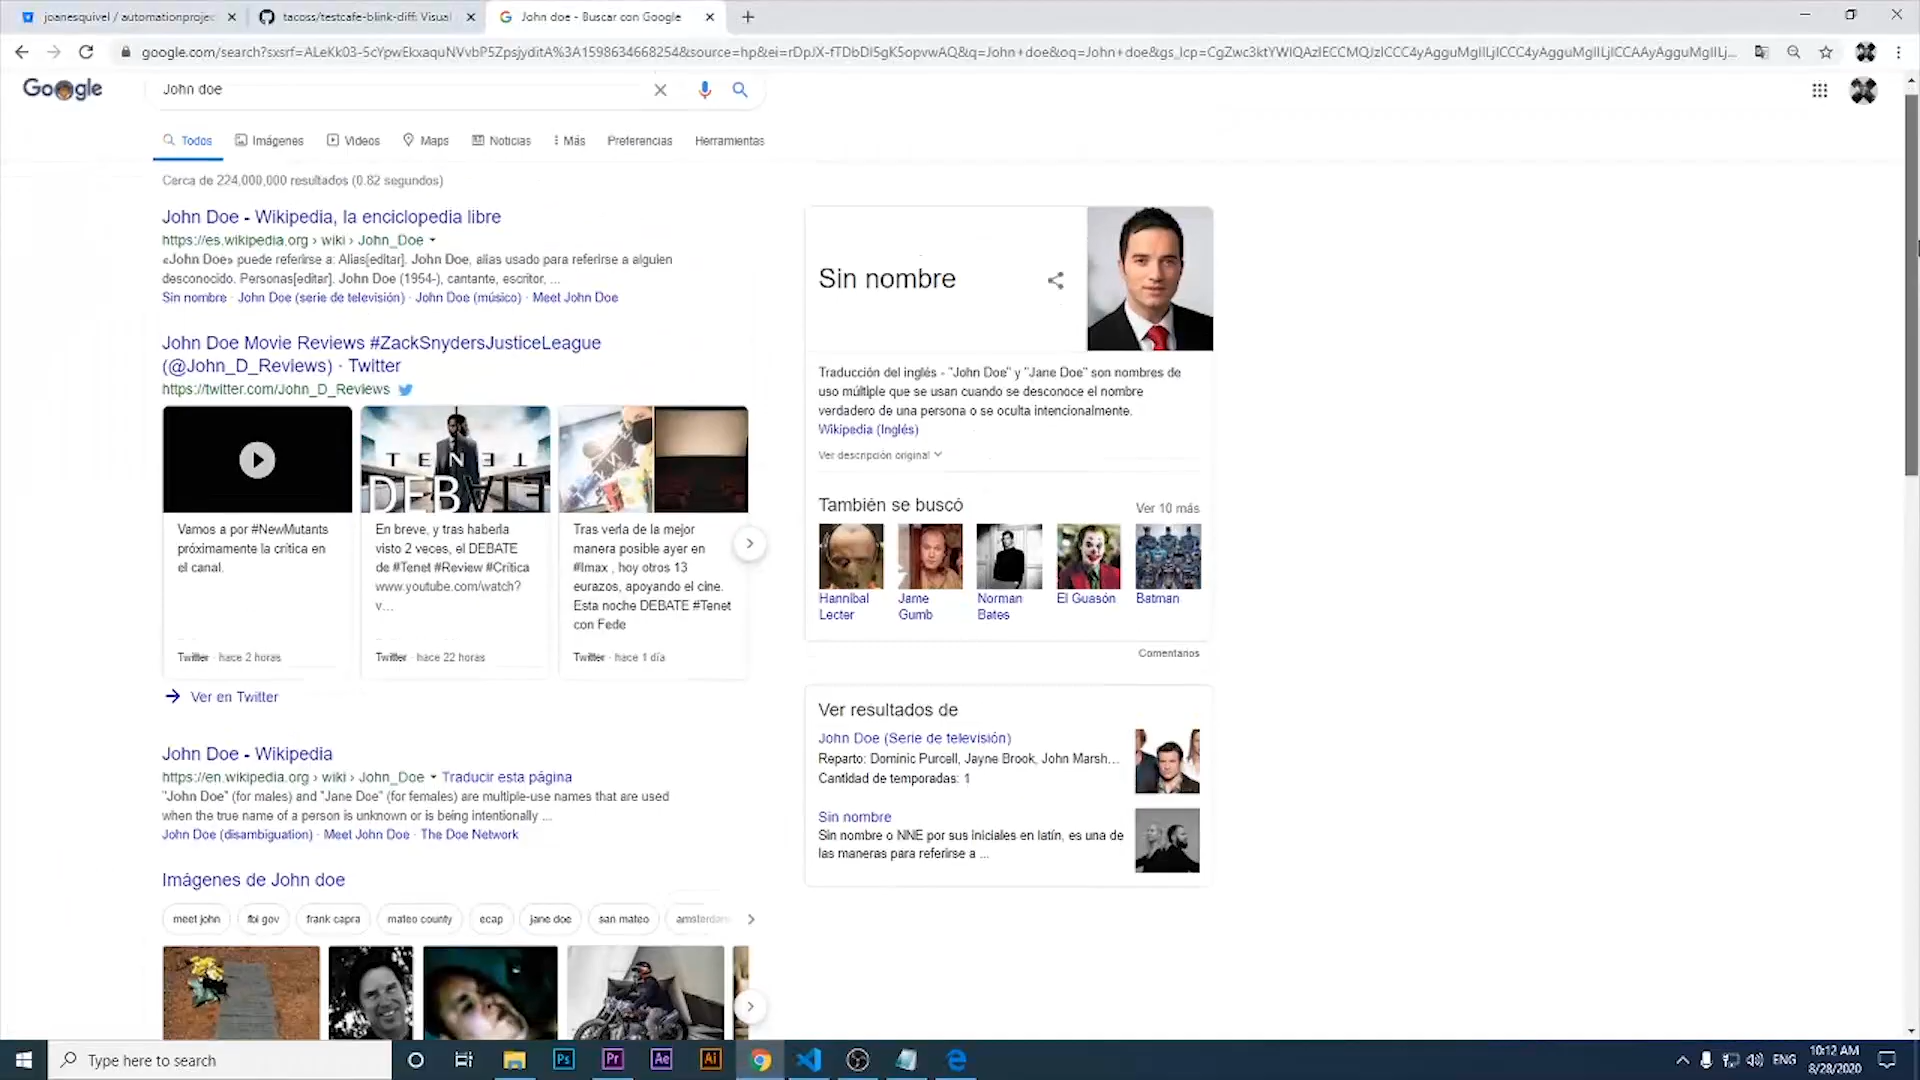 joanesquivel / automationprojec
tacoss/testcafe-blink-diff: Visual
John doe - Buscar con Google
google.com/search?sxsrf=ALeKk03-5cYpwEkxaquNVvbP5ZpsjyditA%3A1598634668254&source=hp&ei=rDpJX-fTDbDI5gK5opvwAQ&q=John+doe&oq=John+doe&gs_lcp=CgZwc3ktYWIQAzIECCMQJzICCC4yAgguMgIILjICCC4yAgguMgIILjICCAAyAgguMgIILj...
Google
John doe
Todos
Imágenes
Videos
Maps
Noticias
Más
Preferencias
Herramientas
Cerca de 224,000,000 resultados (0.82 segundos)
John Doe - Wikipedia, la enciclopedia libre
https://es.wikipedia.org › wiki › John_Doe
«John Doe» puede referirse a: Alias[editar]. John Doe, alias usado para referirse a alguien
desconocido. Personas[editar]. John Doe (1954-), cantante, escritor, ...
Sin nombre · John Doe (serie de televisión) · John Doe (músico) · Meet John Doe
John Doe Movie Reviews #ZackSnydersJusticeLeague
(@John_D_Reviews) · Twitter
https://twitter.com/John_D_Reviews
TENET
DEBATE
Vamos a por #NewMutants
próximamente la crítica en
el canal.
Twitter · hace 2 horas
En breve, y tras haberla
visto 2 veces, el DEBATE
de #Tenet #Review #Crítica
www.youtube.com/watch?
v...
Twitter · hace 22 horas
Tras verla de la mejor
manera posible ayer en
#Imax , hoy otros 13
eurazos, apoyando el cine.
Esta noche DEBATE #Tenet
con Fede
Twitter · hace 1 día
Ver en Twitter
John Doe - Wikipedia
https://en.wikipedia.org › wiki › John_Doe Traducir esta página
"John Doe" (for males) and "Jane Doe" (for females) are multiple-use names that are used
when the true name of a person is unknown or is being intentionally ...
John Doe (disambiguation) · Meet John Doe · The Doe Network
Imágenes de John doe
meet john
fbi gov
frank capra
mateo county
ecap
jane doe
san mateo
amsterdam
Sin nombre
Traducción del inglés - "John Doe" y "Jane Doe" son nombres de
uso múltiple que se usan cuando se desconoce el nombre
verdadero de una persona o se oculta intencionalmente.
Wikipedia (Inglés)
Ver descripción original
También se buscó
Ver 10 más
Hannibal
Lecter
Jame
Gumb
Norman
Bates
El Guasón
Batman
Comentarios
Ver resultados de
John Doe (Serie de televisión)
Reparto: Dominic Purcell, Jayne Brook, John Marsh...
Cantidad de temporadas: 1
Sin nombre
Sin nombre o NNE por sus iniciales en latín, es una de
las maneras para referirse a ...
Type here to search
Ps
Pr
Ae
Ai
ENG
10:12 AM
8/28/2020